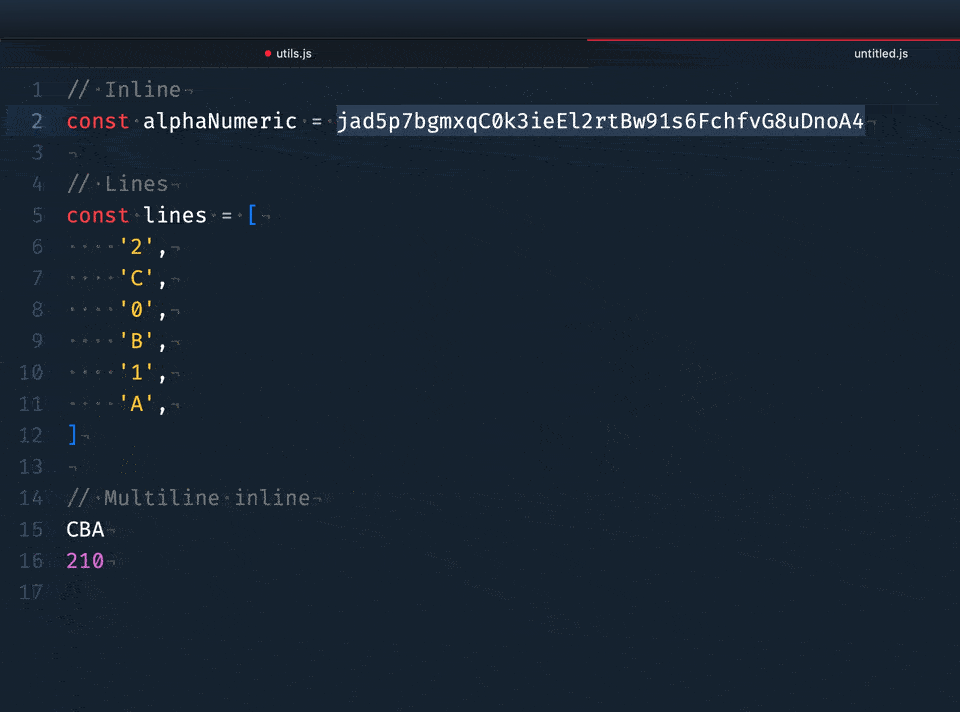 utils.js
untitled.js
1 // Inline
2 const alphaNumeric = jad5p7bgmxqC0k3ieEl2rtBw91s6FchfvG8uDnoA4
3
4 // Lines
5 const lines = [
6 '2',
7 'C',
8 '0',
9 'B',
10 '1',
11 'A',
12 ]
13
14 // Multiline inline
15 CBA
16 210
17